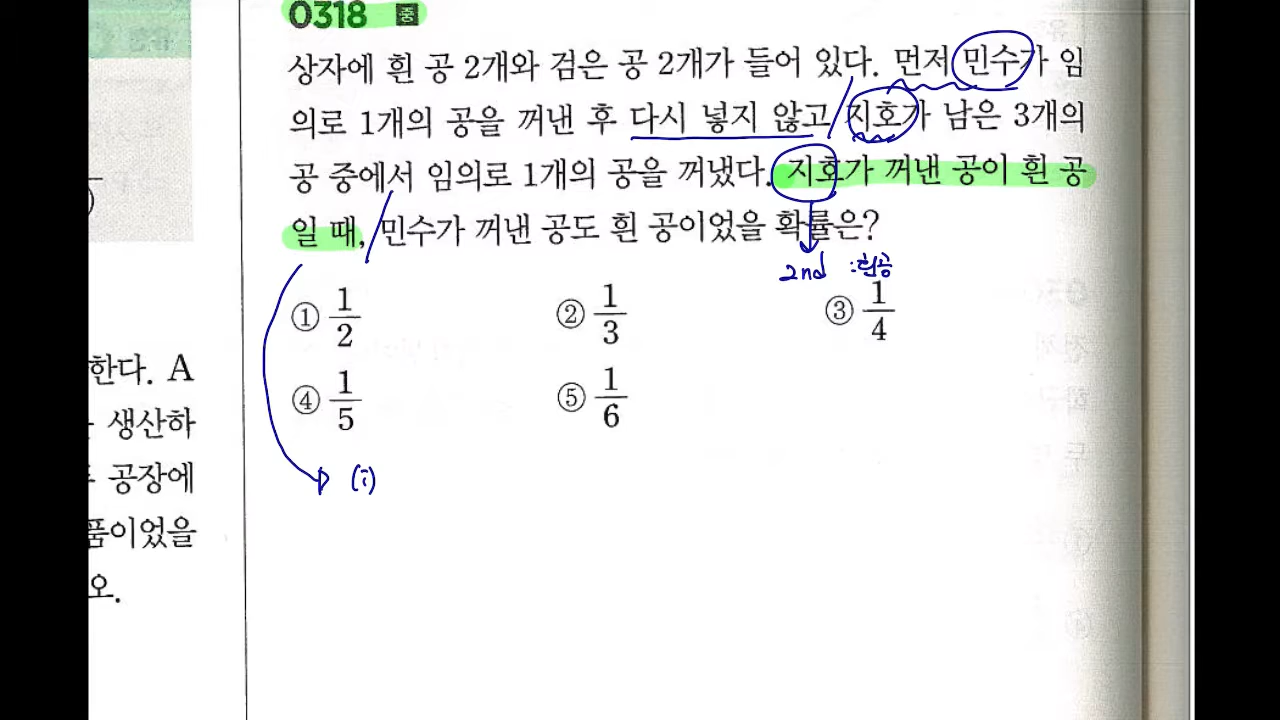 0318 중
상자에 흰 공 2개와 검은 공 2개가 들어 있다. 먼저 민수가 임
의로 1개의 공을 꺼낸 후 다시 넣지 않고 지호가 남은 3개의
공 중에서 임의로 1개의 공을 꺼냈다. 지호가 꺼낸 공이 흰 공
일 때, 민수가 꺼낸 공도 흰 공이었을 확률은?
2nd : 흰공
① 1/2 ② 1/3 ③ 1/4
④ 1/5 ⑤ 1/6
(i)
한다. A
생산하
공장에
품이었을
오.